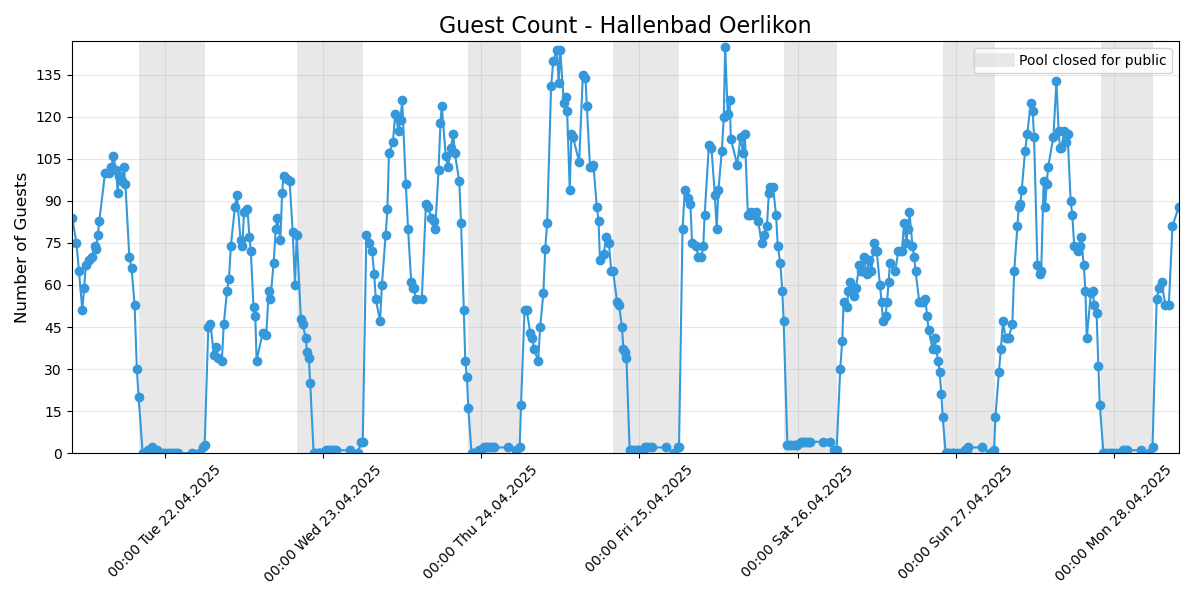 Guest Count - Hallenbad Oerlikon
Pool closed for public
Number of Guests
135
120
105
90
75
60
45
30
15
0
00:00 Tue 22.04.2025
00:00 Wed 23.04.2025
00:00 Thu 24.04.2025
00:00 Fri 25.04.2025
00:00 Sat 26.04.2025
00:00 Sun 27.04.2025
00:00 Mon 28.04.2025